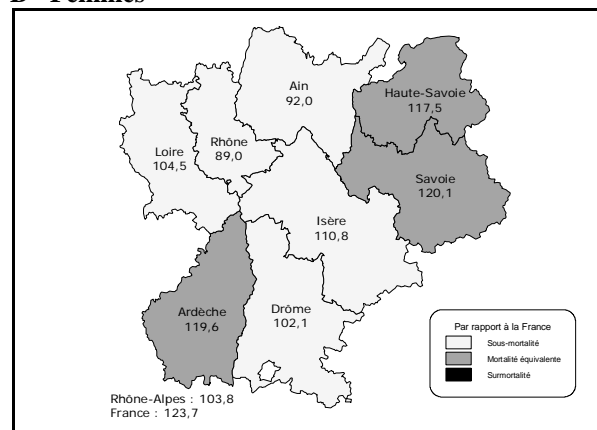 B - Femmes
Ain
92,0
Haute-Savoie
117,5
Loire
104,5
Rhône
89,0
Savoie
120,1
Isère
110,8
Ardèche
119,6
Drôme
102,1
Par rapport à la France
Sous-mortalité
Mortalité équivalente
Surmortalité
Rhône-Alpes : 103,8
France : 123,7